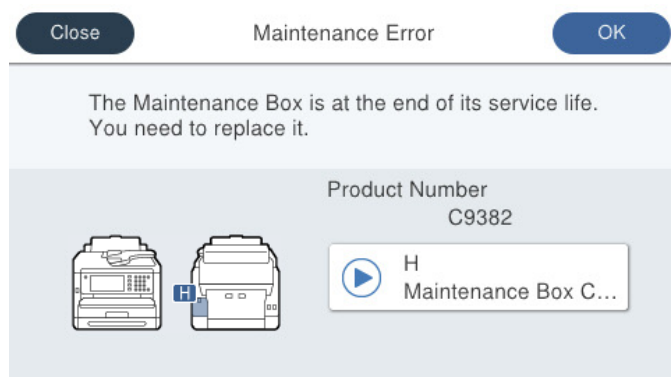 Close
Maintenance Error
OK
The Maintenance Box is at the end of its service life.
You need to replace it.
Product Number
C9382
H
H
Maintenance Box C...